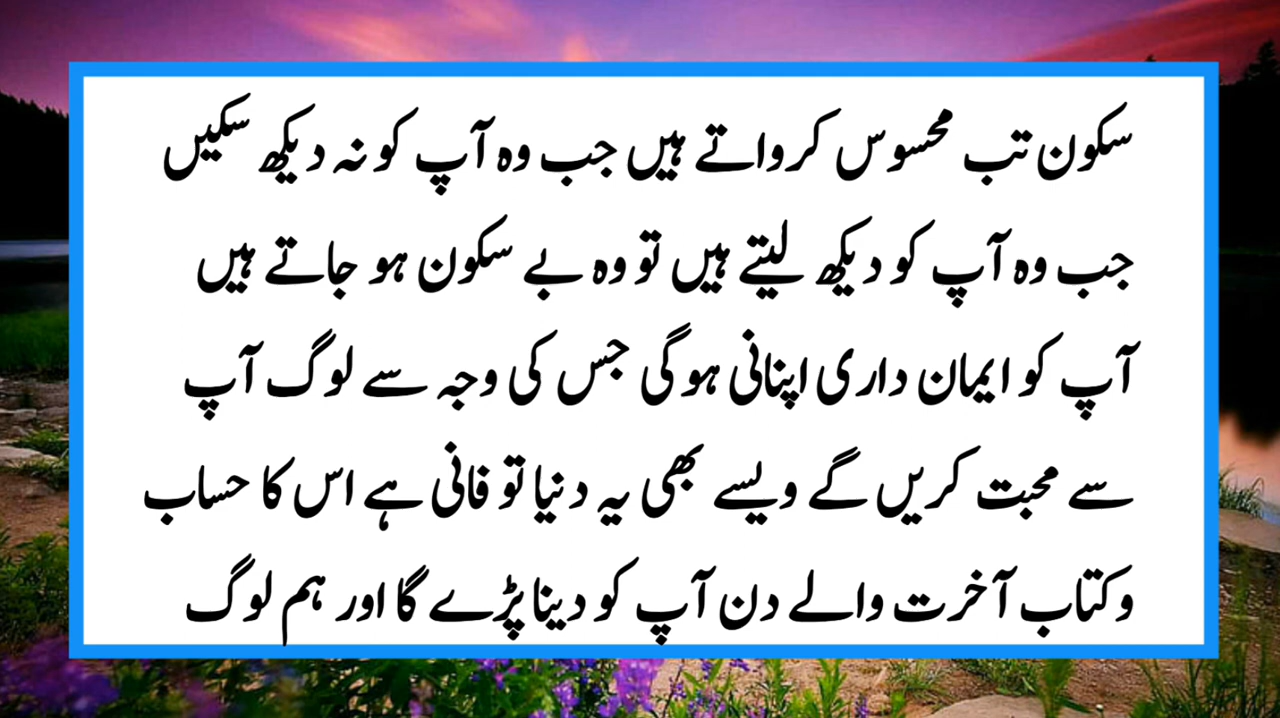 سکون تب محسوس کرواتے ہیں جب وہ آپ کو نہ دیکھ سکیں
جب وہ آپ کو دیکھ لیتے ہیں تو وہ بے سکون ہو جاتے ہیں
آپ کو ایمان داری اپنانی ہوگی جس کی وجہ سے لوگ آپ
سے محبت کریں گے ویسے بھی یہ دنیا تو فانی ہے اس کا حساب
وکتاب آخرت والے دن آپ کو دینا پڑے گا اور ہم لوگ